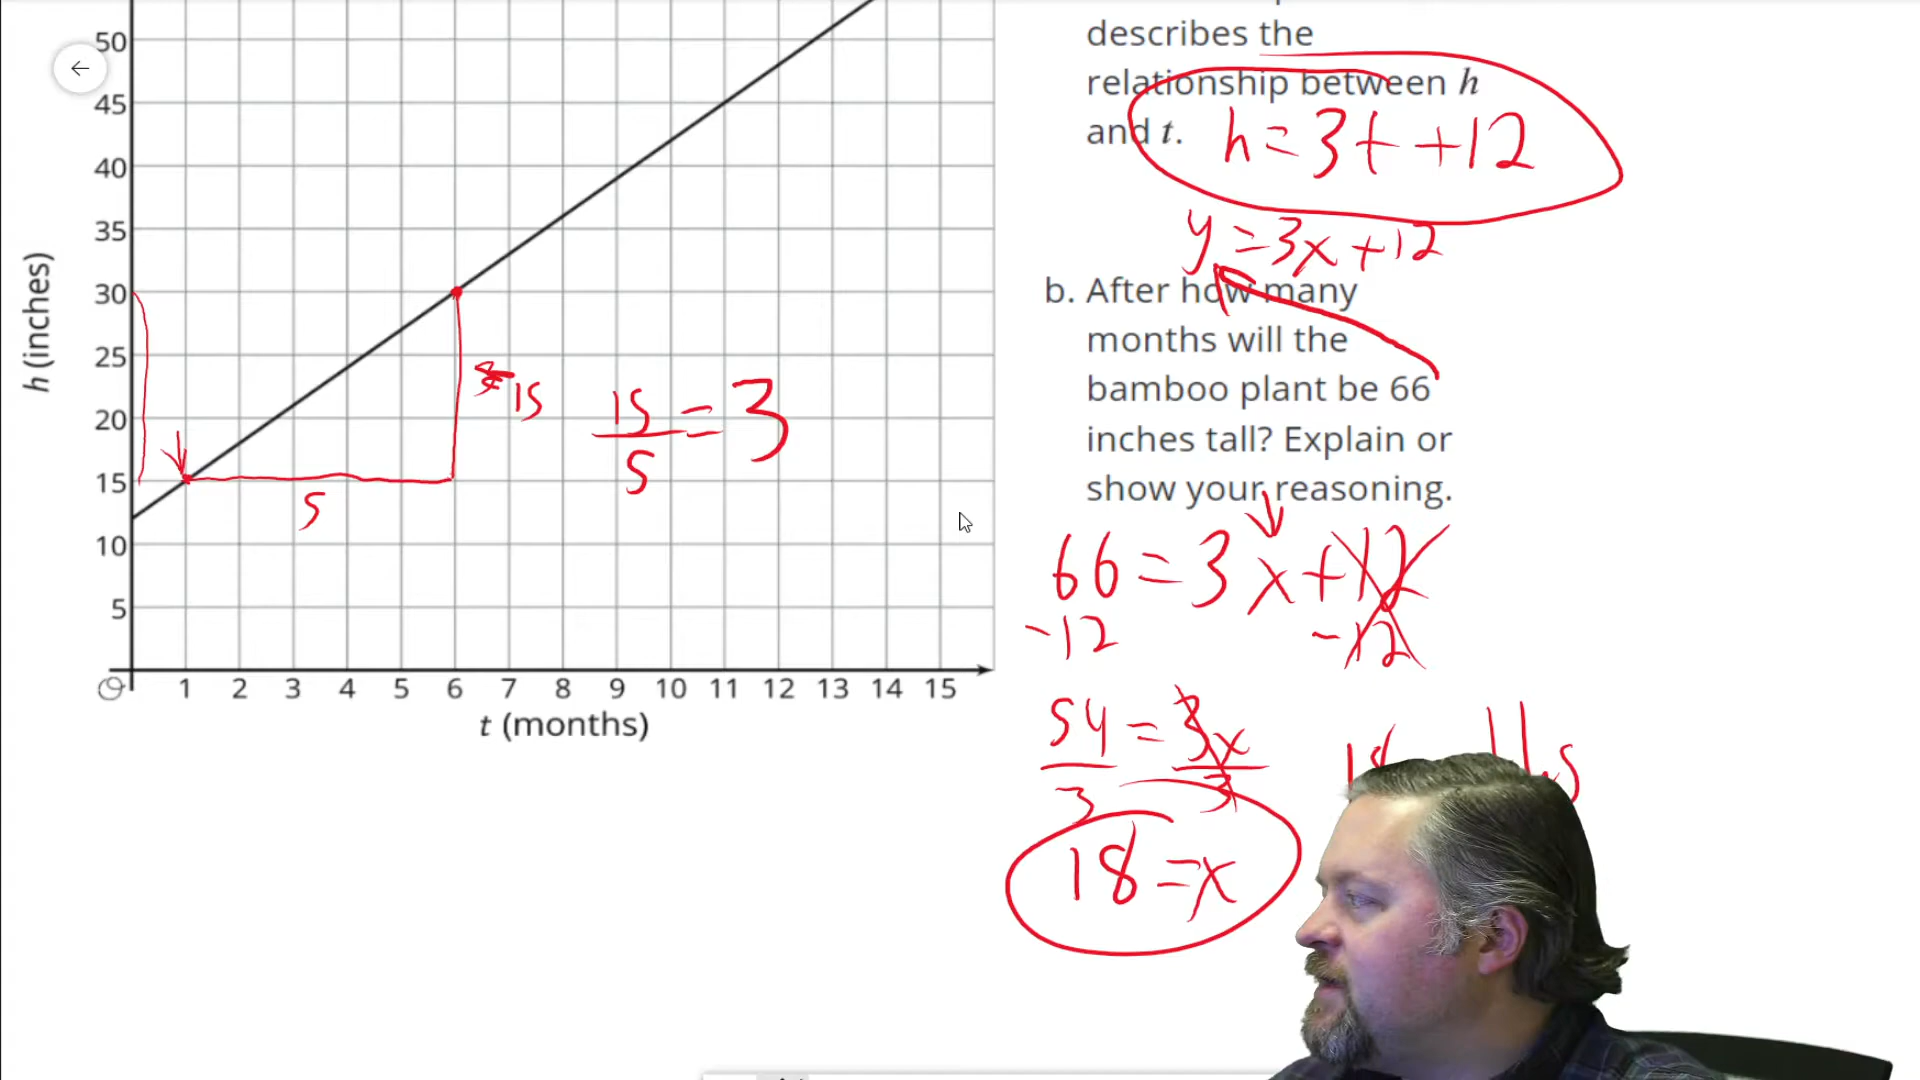 describes the
relationship between h
and t.
h = 3t + 12
y = 3x + 12
b. After how many
months will the
bamboo plant be 66
inches tall? Explain or
show your reasoning.
66 = 3x + 12
-12 -12
54 = 3x
3 3
18 = x
50
45
40
35
30
25
20
15
10
5
h (inches)
15
15
5
= 3
5
O 1 2 3 4 5 6 7 8 9 10 11 12 13 14 15
t (months)